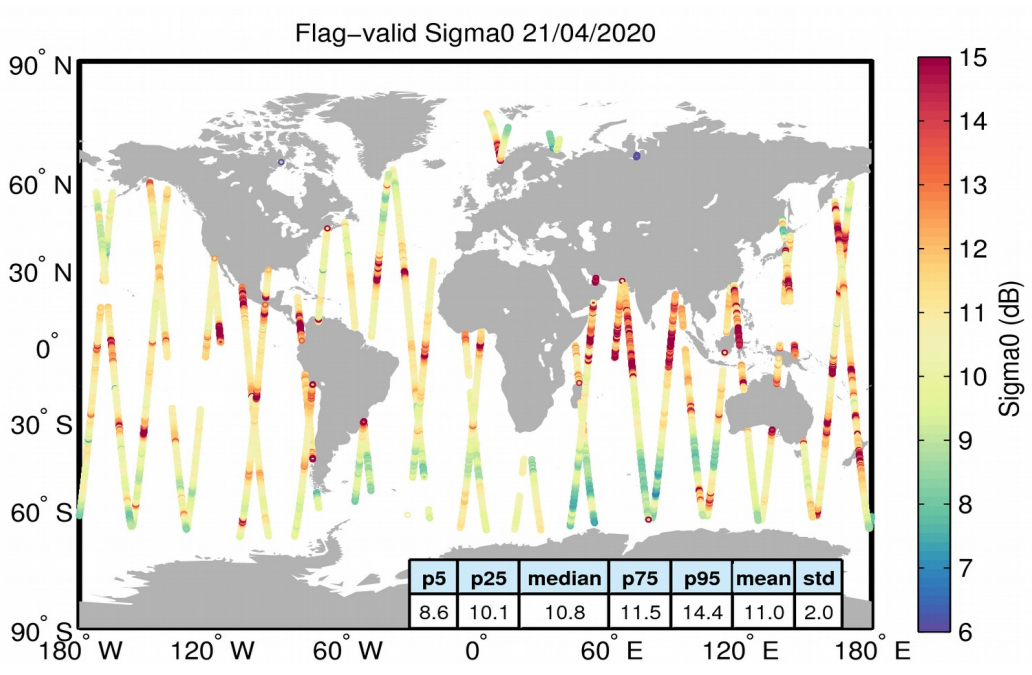 Flag−valid Sigma0 21/04/2020
90° N
60° N
30° N
0°
30° S
60° S
90° S
180° W 120° W 60° W 0° 60° E 120° E 180° E
p5 p25 median p75 p95 mean std
8.6 10.1 10.8 11.5 14.4 11.0 2.0
15
14
13
12
11
10
9
8
7
6
Sigma0 (dB)